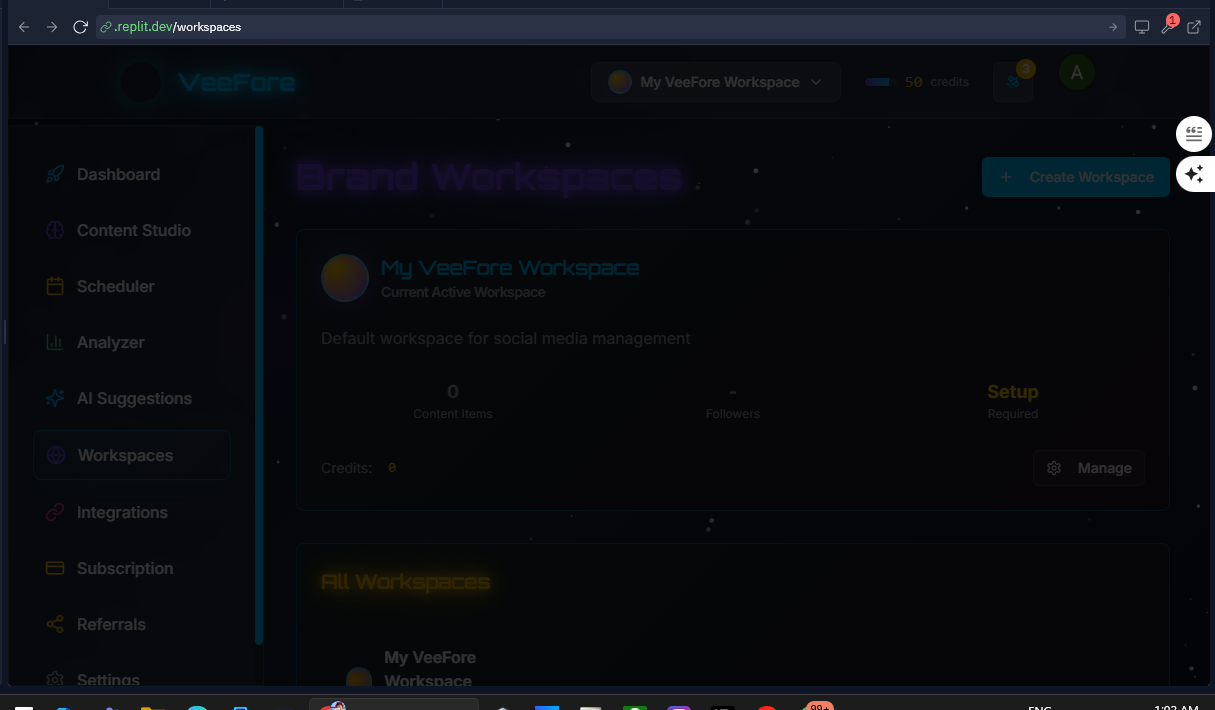 .replit.dev/workspaces
1
VeeFore
My VeeFore Workspace
50 credits
3
A
Dashboard
Content Studio
Scheduler
Analyzer
AI Suggestions
Workspaces
Integrations
Subscription
Referrals
Settings
Brand Workspaces
+ Create Workspace
My VeeFore Workspace
Current Active Workspace
Default workspace for social media management
0
Content Items
-
Followers
Setup
Required
Credits: 0
Manage
All Workspaces
My VeeFore
Workspace
99+
ENG
1:02 AM